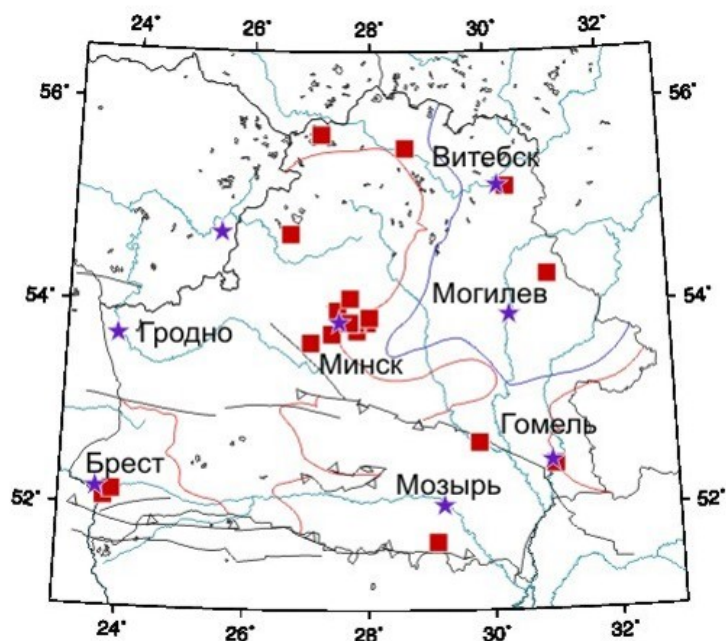 24° 26° 28° 30° 32°
56° 56°
Витебск
54° Могилев 54°
Гродно
Минск
Гомель
Брест
Мозырь
52° 52°
24° 26° 28° 30° 32°